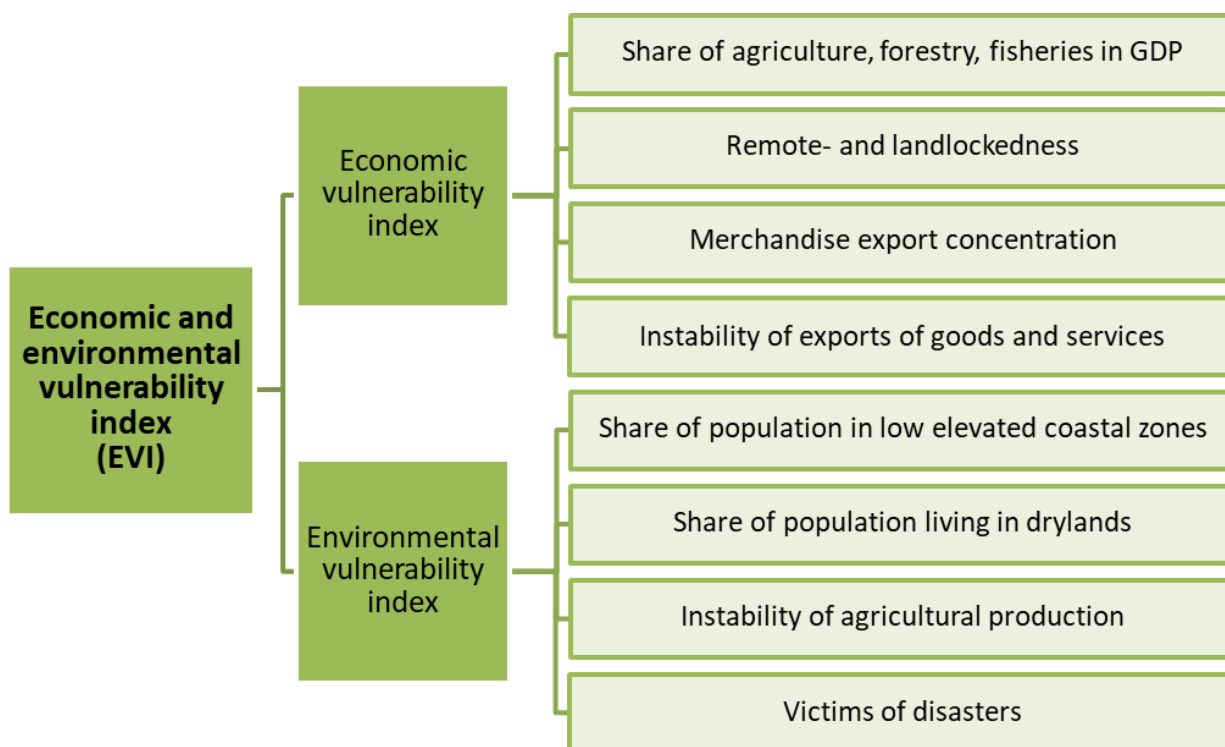 Economic and
environmental
vulnerability
index
(EVI)
Economic
vulnerability
index
Share of agriculture, forestry, fisheries in GDP
Remote- and landlockedness
Merchandise export concentration
Instability of exports of goods and services
Environmental
vulnerability
index
Share of population in low elevated coastal zones
Share of population living in drylands
Instability of agricultural production
Victims of disasters